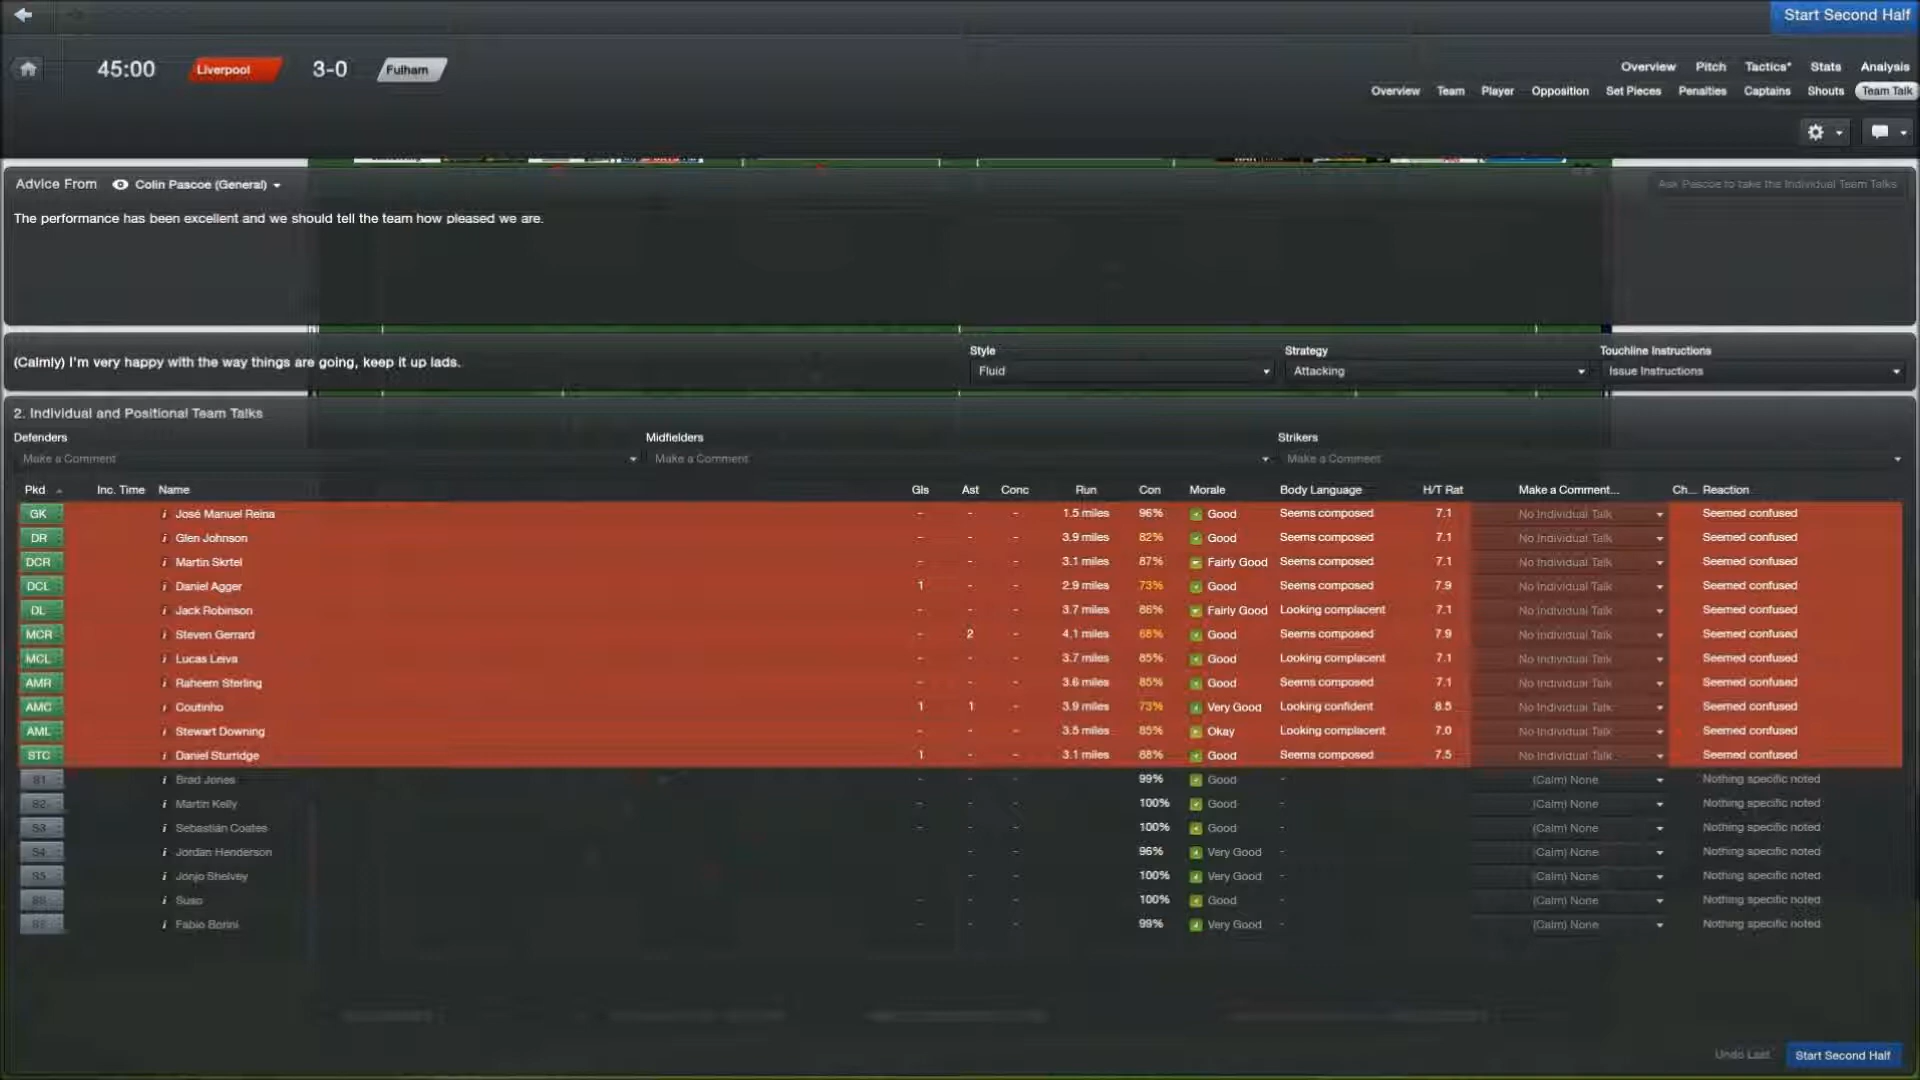 Start Second Half
45:00 Liverpool 3-0 Fulham
Overview Pitch Tactics* Stats Analysis
Overview Team Player Opposition Set Pieces Penalties Captains Shouts Team Talk
Advice From Colin Pascoe (General) Ask Pascoe to take the Individual Team Talks
The performance has been excellent and we should tell the team how pleased we are.
(Calmly) I'm very happy with the way things are going, keep it up lads.
Style Strategy Touchline Instructions
Fluid Attacking Issue Instructions
2. Individual and Positional Team Talks
Defenders Midfielders Strikers
Make a Comment Make a Comment Make a Comment
Pkd Inc. Time Name Gls Ast Conc Run Con Morale Body Language H/T Rat Make a Comment... Ch... Reaction
GK i José Manuel Reina - - - 1.5 miles 96% Good Seems composed 7.1 No Individual Talk Seemed confused
DR i Glen Johnson - - - 3.9 miles 82% Good Seems composed 7.1 No Individual Talk Seemed confused
DCR i Martin Skrtel - - - 3.1 miles 87% Fairly Good Seems composed 7.1 No Individual Talk Seemed confused
DCL i Daniel Agger 1 - - 2.9 miles 73% Good Seems composed 7.9 No Individual Talk Seemed confused
DL i Jack Robinson - - - 3.7 miles 86% Fairly Good Looking complacent 7.1 No Individual Talk Seemed confused
MCR i Steven Gerrard - 2 - 4.1 miles 68% Good Seems composed 7.9 No Individual Talk Seemed confused
MCL i Lucas Leiva - - - 3.7 miles 85% Good Looking complacent 7.1 No Individual Talk Seemed confused
AMR i Raheem Sterling - - - 3.6 miles 85% Good Seems composed 7.1 No Individual Talk Seemed confused
AMC i Coutinho 1 1 - 3.9 miles 73% Very Good Looking confident 8.5 No Individual Talk Seemed confused
AML i Stewart Downing - - - 3.5 miles 85% Okay Looking complacent 7.0 No Individual Talk Seemed confused
STC i Daniel Sturridge 1 - - 3.1 miles 88% Good Seems composed 7.5 No Individual Talk Seemed confused
S1 i Brad Jones - - - 99% Good - (Calm) None Nothing specific noted
S2 i Martin Kelly - - - 100% Good - (Calm) None Nothing specific noted
S3 i Sebastián Coates - - - 100% Good - (Calm) None Nothing specific noted
S4 i Jordan Henderson - - 96% Very Good - (Calm) None Nothing specific noted
S5 i Jonjo Shelvey - - 100% Very Good - (Calm) None Nothing specific noted
i Suso - - - 100% Good - (Calm) None Nothing specific noted
i Fabio Borini - - - 99% Very Good - (Calm) None Nothing specific noted
Undo Last Start Second Half